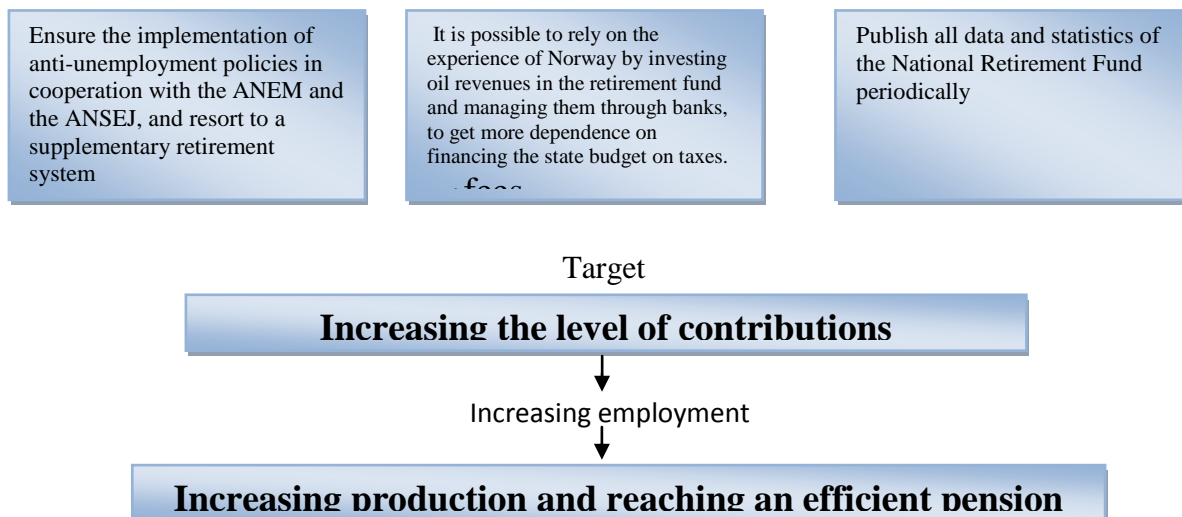 Ensure the implementation of
anti-unemployment policies in
cooperation with the ANEM and
the ANSEJ, and resort to a
supplementary retirement
system
It is possible to rely on the
experience of Norway by investing
oil revenues in the retirement fund
and managing them through banks,
to get more dependence on
financing the state budget on taxes.
fees
Publish all data and statistics of
the National Retirement Fund
periodically
Target
Increasing the level of contributions
Increasing employment
Increasing production and reaching an efficient pension